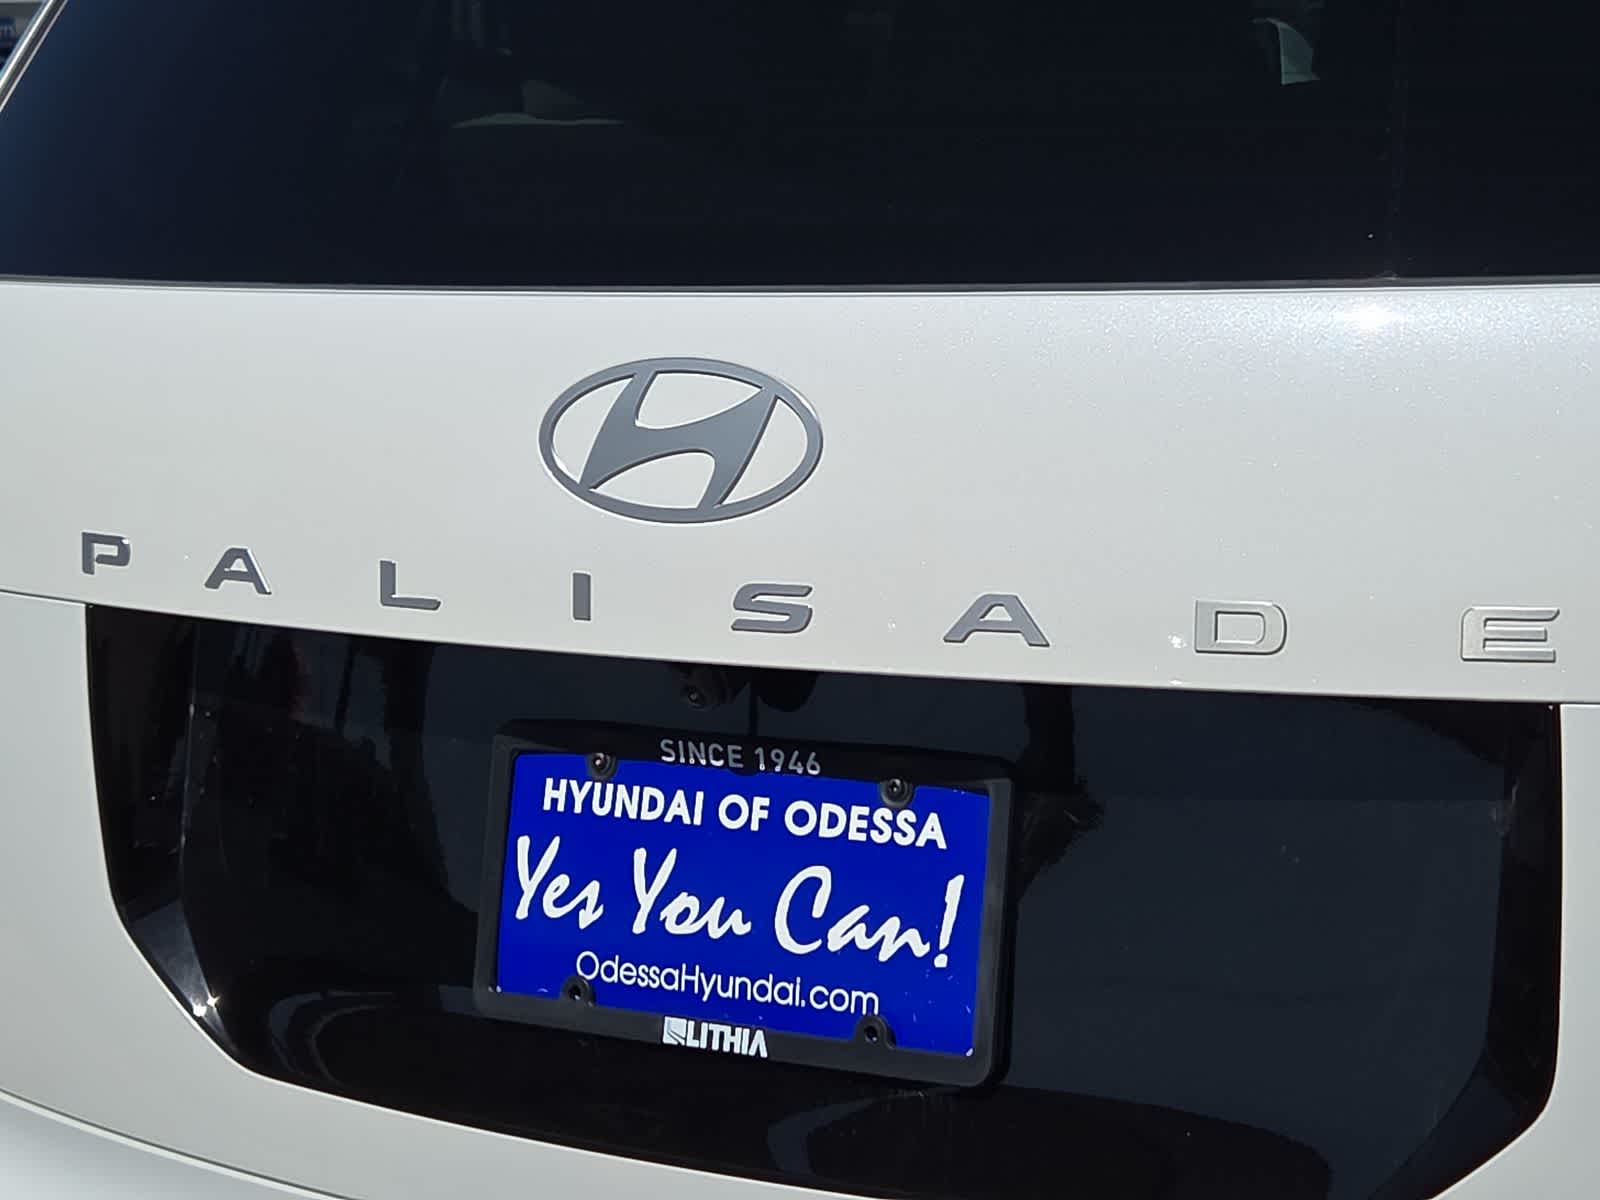 PALISADE
SINCE 1946
HYUNDAI OF ODESSA
Yes You Can!
OdessaHyundai.com
LITHIA